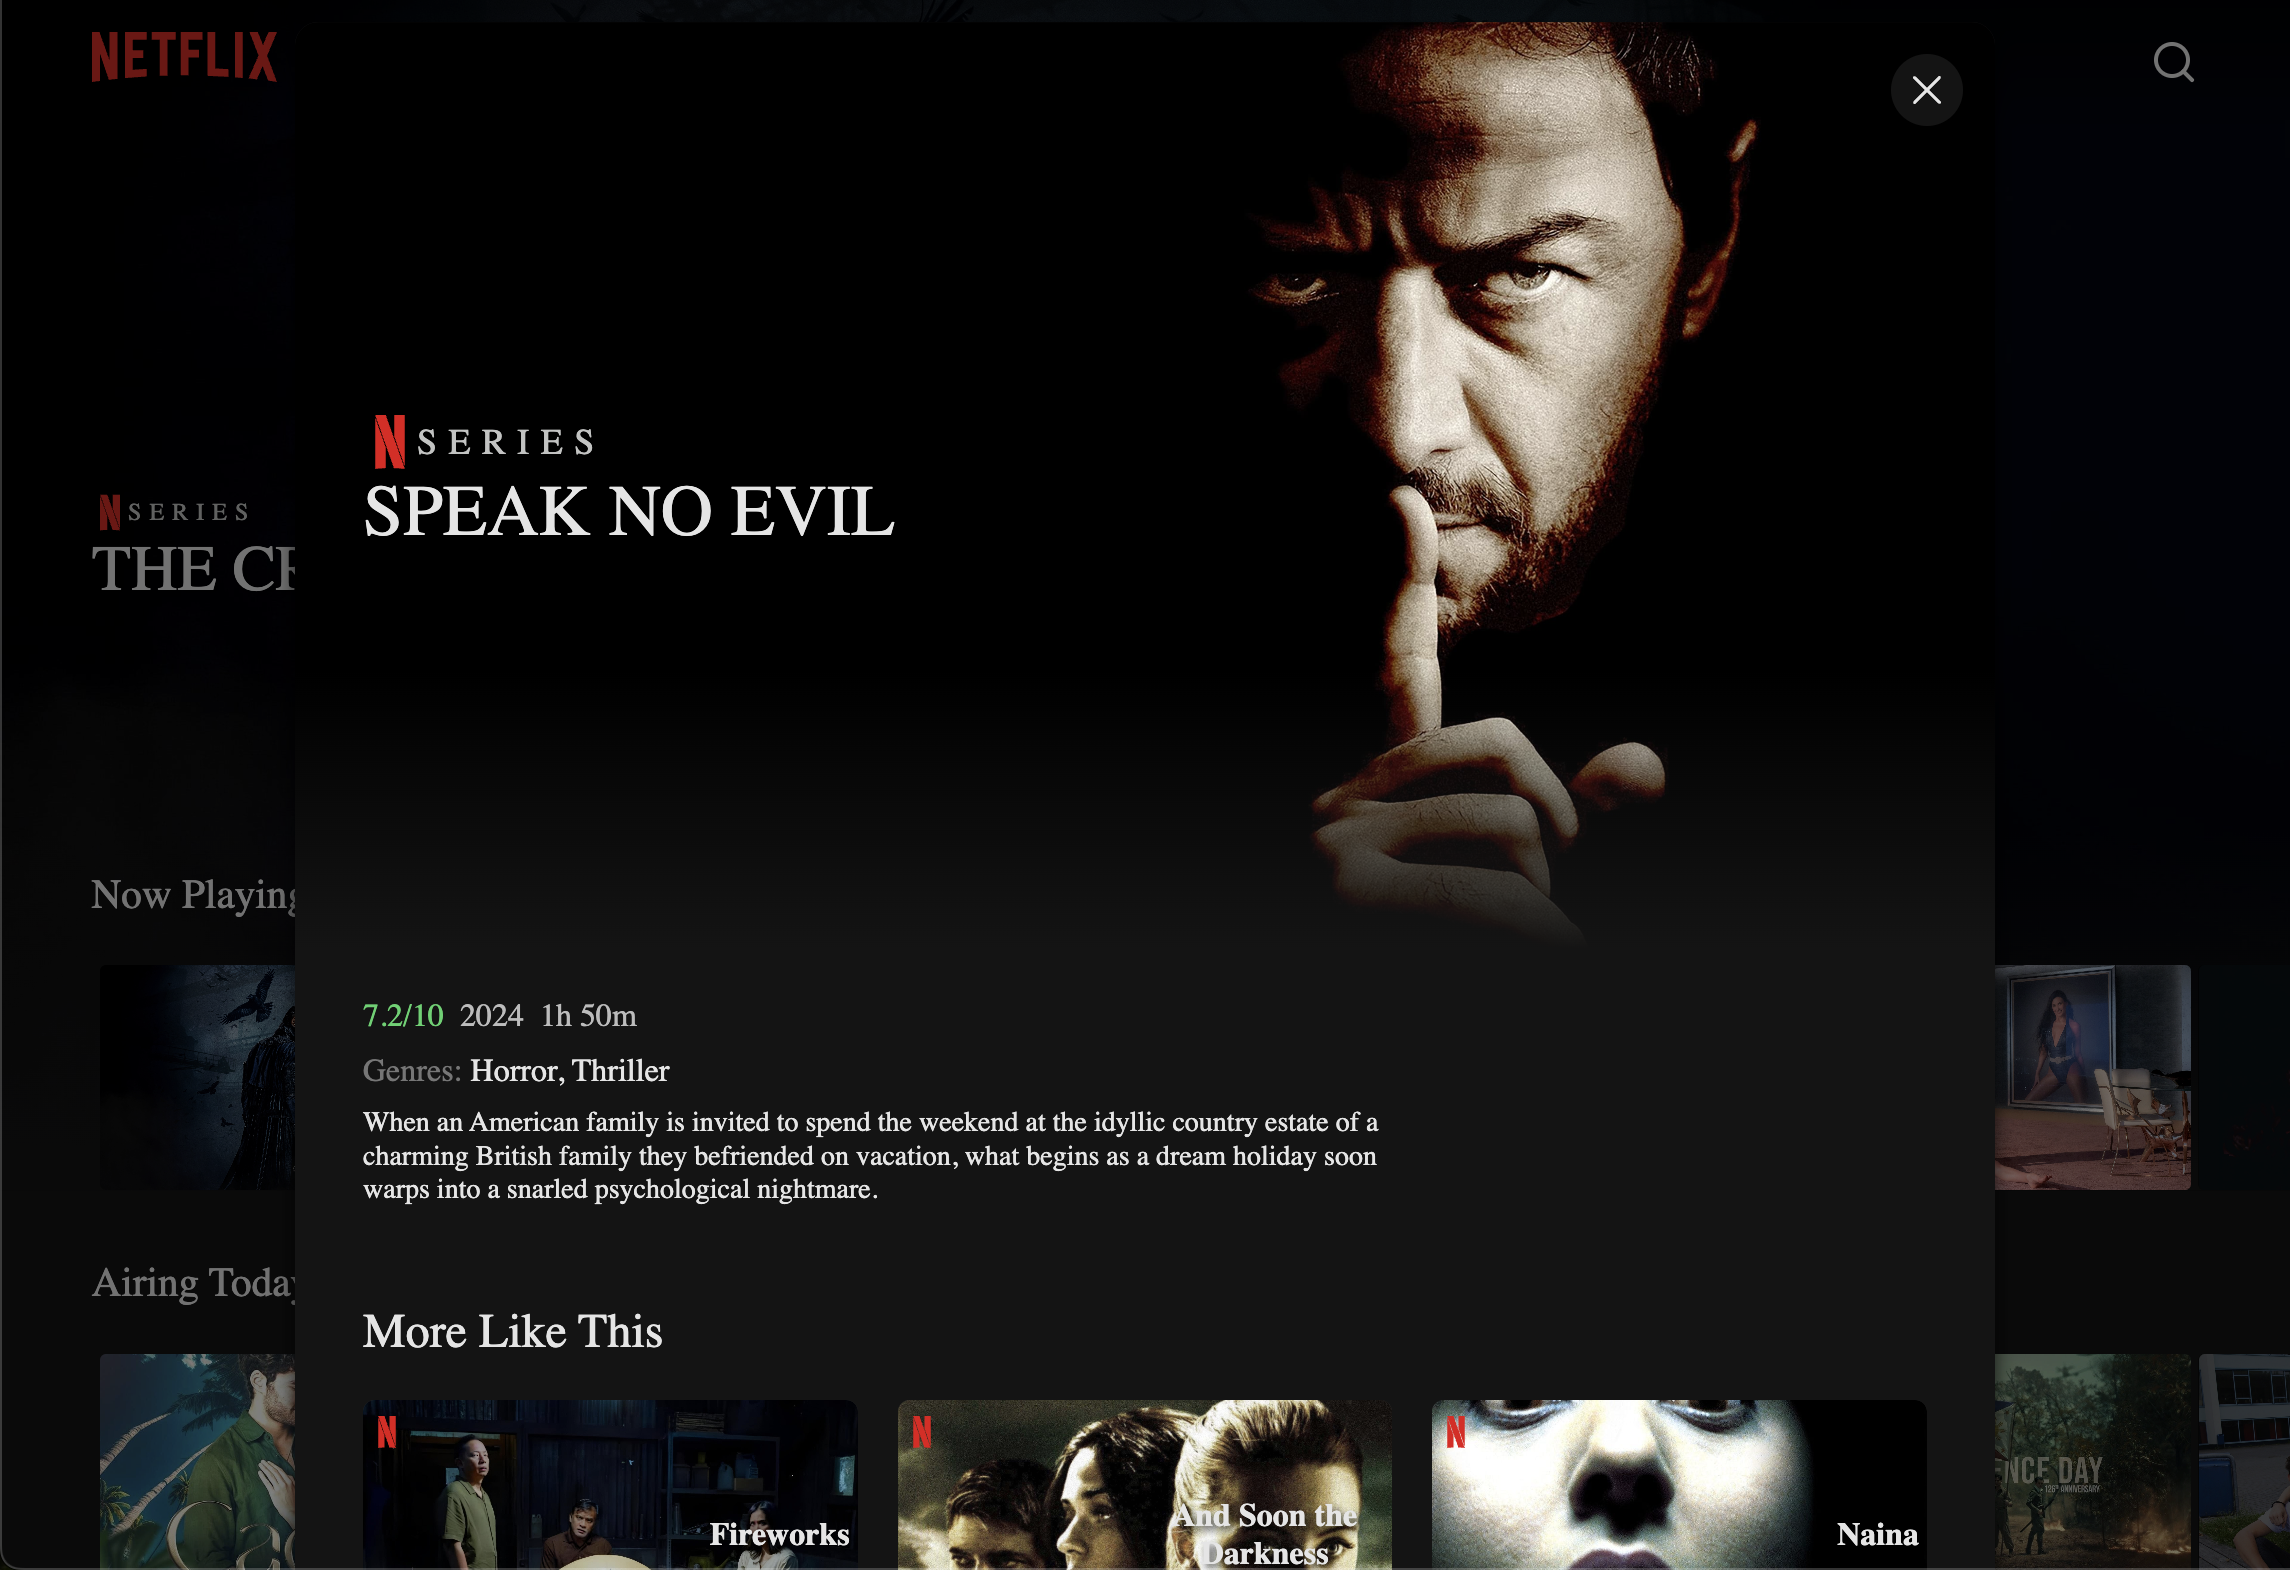 NETFLIX
SERIES
THE CR
Now Playing
Airing Today
SERIES
SPEAK NO EVIL
7.2/10 2024 1h 50m
Genres: Horror, Thriller
When an American family is invited to spend the weekend at the idyllic country estate of a
charming British family they befriended on vacation, what begins as a dream holiday soon
warps into a snarled psychological nightmare.
More Like This
N
Fireworks
N
And Soon the
Darkness
N
Naina
NCE DAY